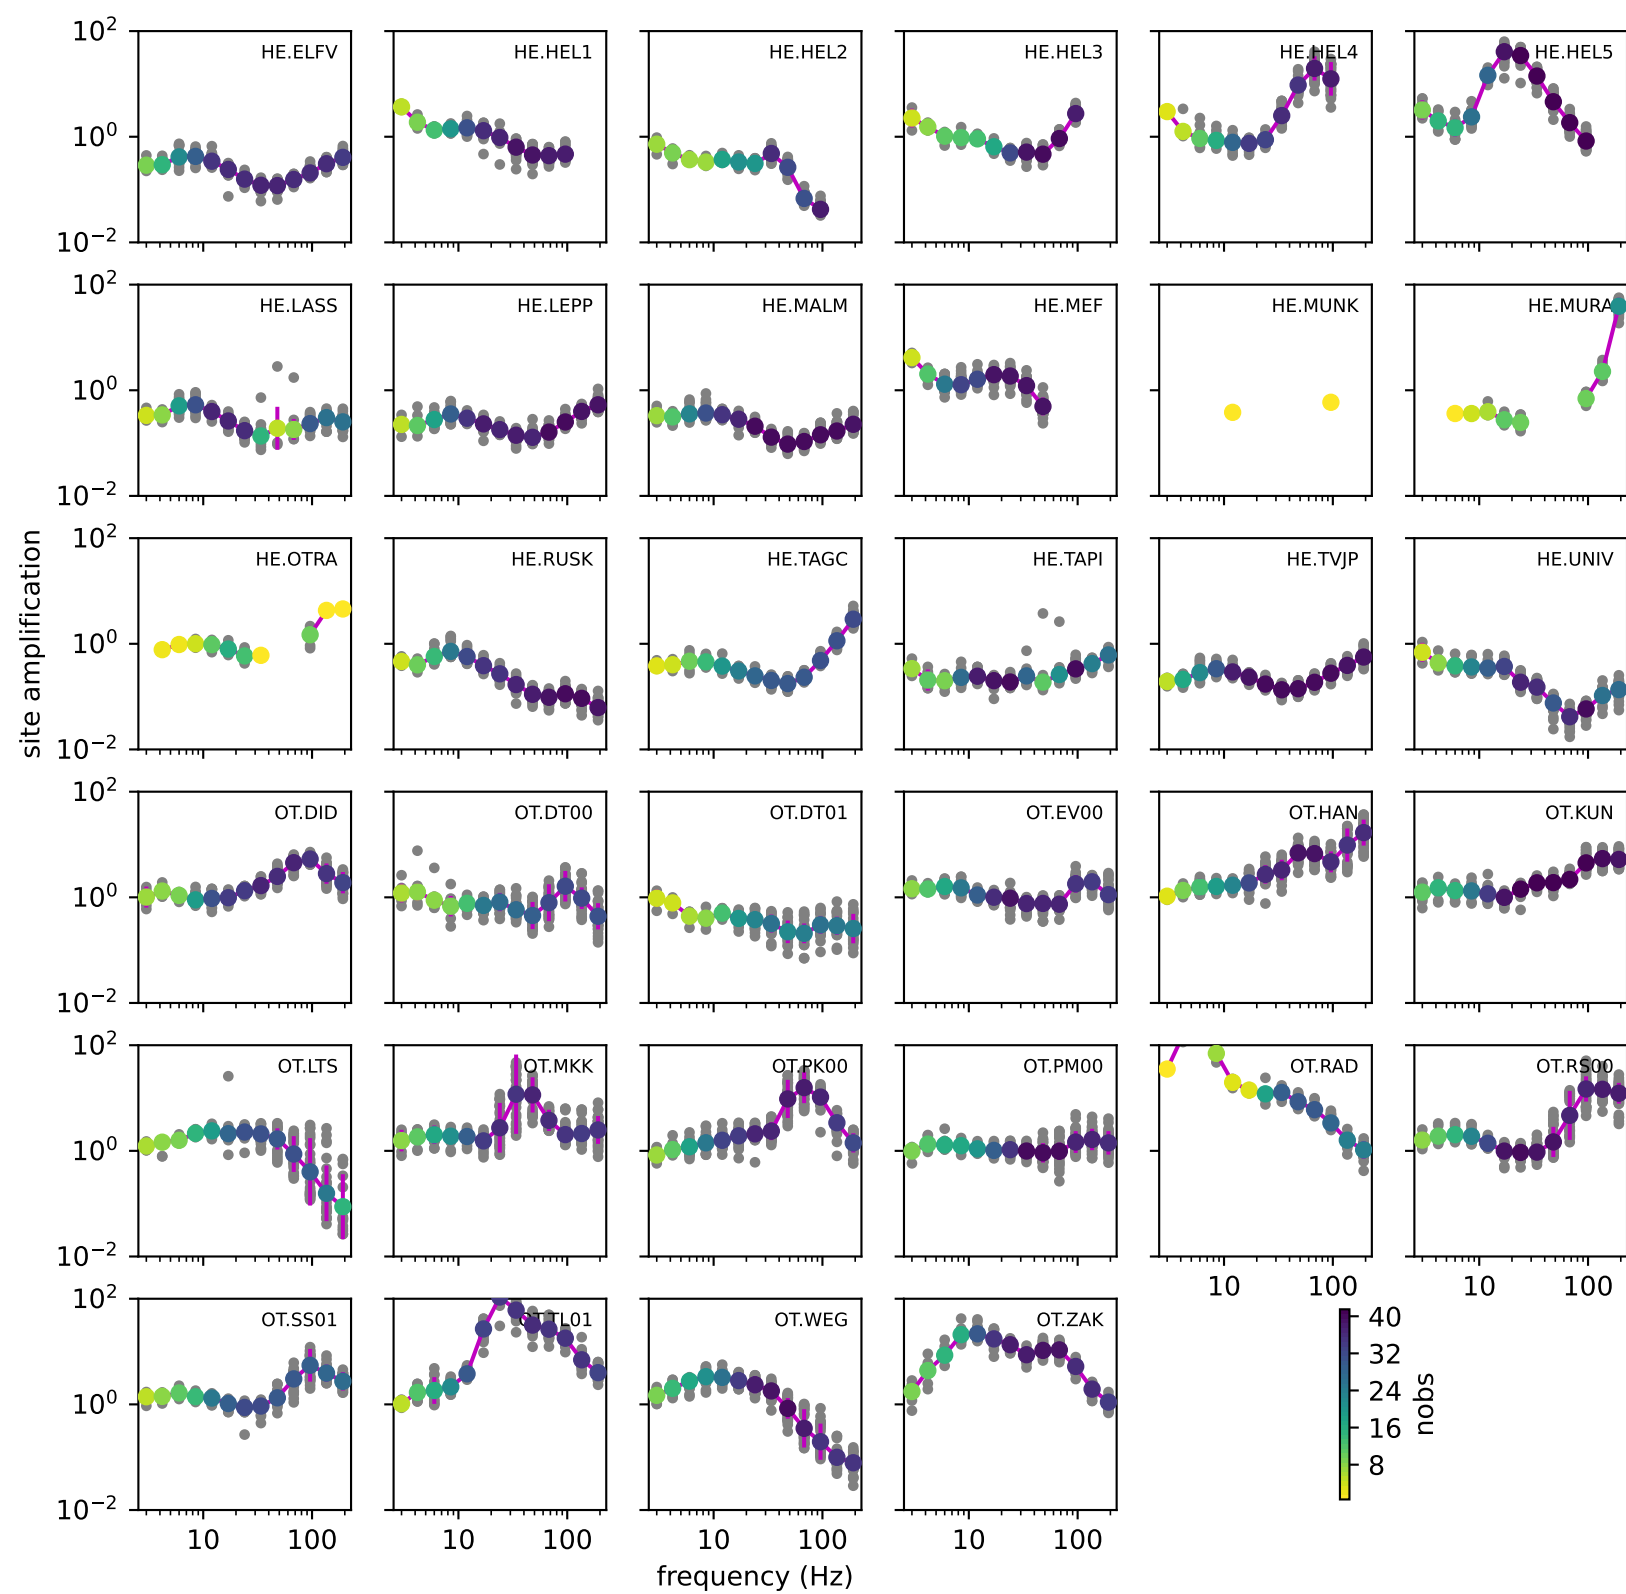 10²
10⁰
10⁻²
HE.ELFV
HE.HEL1
HE.HEL2
HE.HEL3
HE.HEL4
HE.HEL5
10²
10⁰
10⁻²
HE.LASS
HE.LEPP
HE.MALM
HE.MEF
HE.MUNK
HE.MURA
site amplification
10²
10⁰
10⁻²
HE.OTRA
HE.RUSK
HE.TAGC
HE.TAPI
HE.TVJP
HE.UNIV
10²
10⁰
10⁻²
OT.DID
OT.DT00
OT.DT01
OT.EV00
OT.HAN
OT.KUN
10²
10⁰
10⁻²
OT.LTS
OT.MKK
OT.PK00
OT.PM00
OT.RAD
OT.RS00
10 100
10 100
10²
10⁰
10⁻²
OT.SS01
OT.TL01
OT.WEG
OT.ZAK
10 100
10 100
10 100
10 100
frequency (Hz)
40
32
24
16
8
nobs